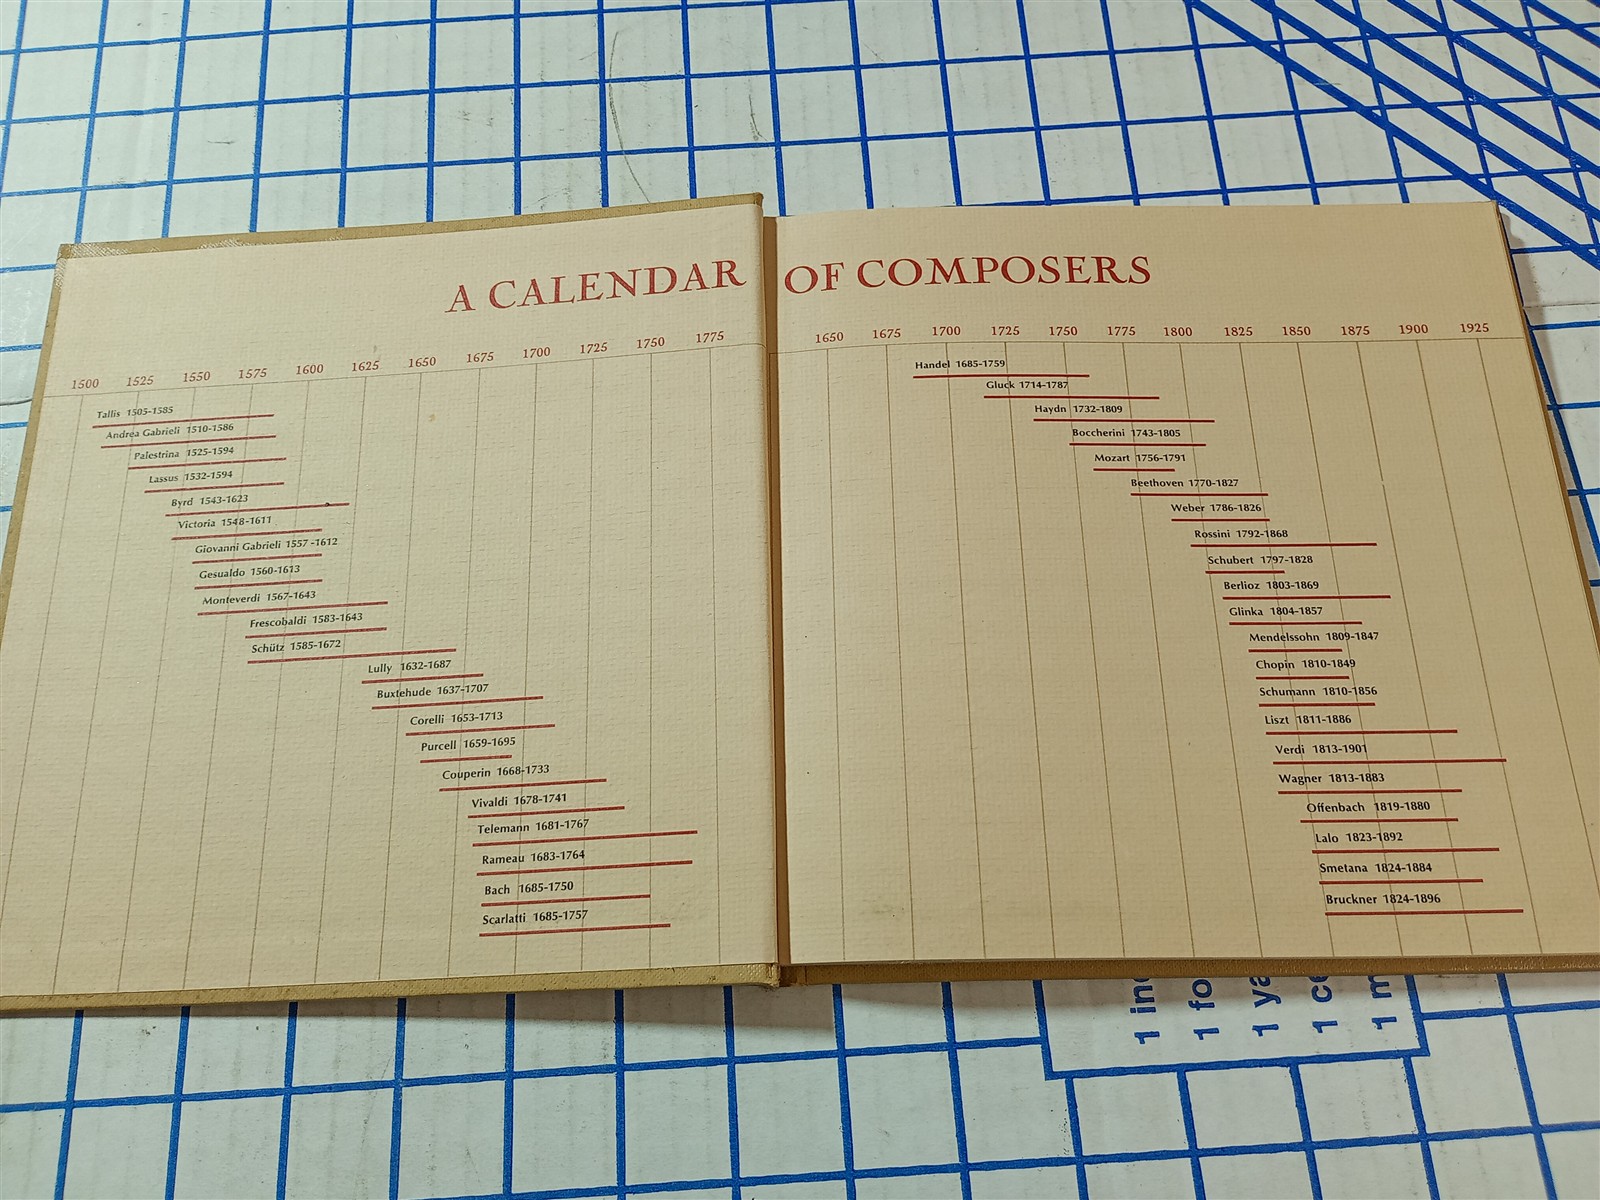 A CALENDAR OF COMPOSERS
1500 1525 1550 1575 1600 1625 1650 1675 1700 1725 1750 1775
Tallis 1505-1585
Andrea Gabrieli 1510-1586
Palestrina 1525-1594
Lassus 1532-1594
Byrd 1543-1623
Victoria 1548-1611
Giovanni Gabrieli 1557-1612
Gesualdo 1560-1613
Monteverdi 1567-1643
Frescobaldi 1583-1643
Schütz 1585-1672
Lully 1632-1687
Buxtehude 1637-1707
Corelli 1653-1713
Purcell 1659-1695
Couperin 1668-1733
Vivaldi 1678-1741
Telemann 1681-1767
Rameau 1683-1764
Bach 1685-1750
Scarlatti 1685-1757
1650 1675 1700 1725 1750 1775 1800 1825 1850 1875 1900 1925
Handel 1685-1759
Gluck 1714-1787
Haydn 1732-1809
Boccherini 1743-1805
Mozart 1756-1791
Beethoven 1770-1827
Weber 1786-1826
Rossini 1792-1868
Schubert 1797-1828
Berlioz 1803-1869
Glinka 1804-1857
Mendelssohn 1809-1847
Chopin 1810-1849
Schumann 1810-1856
Liszt 1811-1886
Verdi 1813-1901
Wagner 1813-1883
Offenbach 1819-1880
Lalo 1823-1892
Smetana 1824-1884
Bruckner 1824-1896
1
1
1
1
1